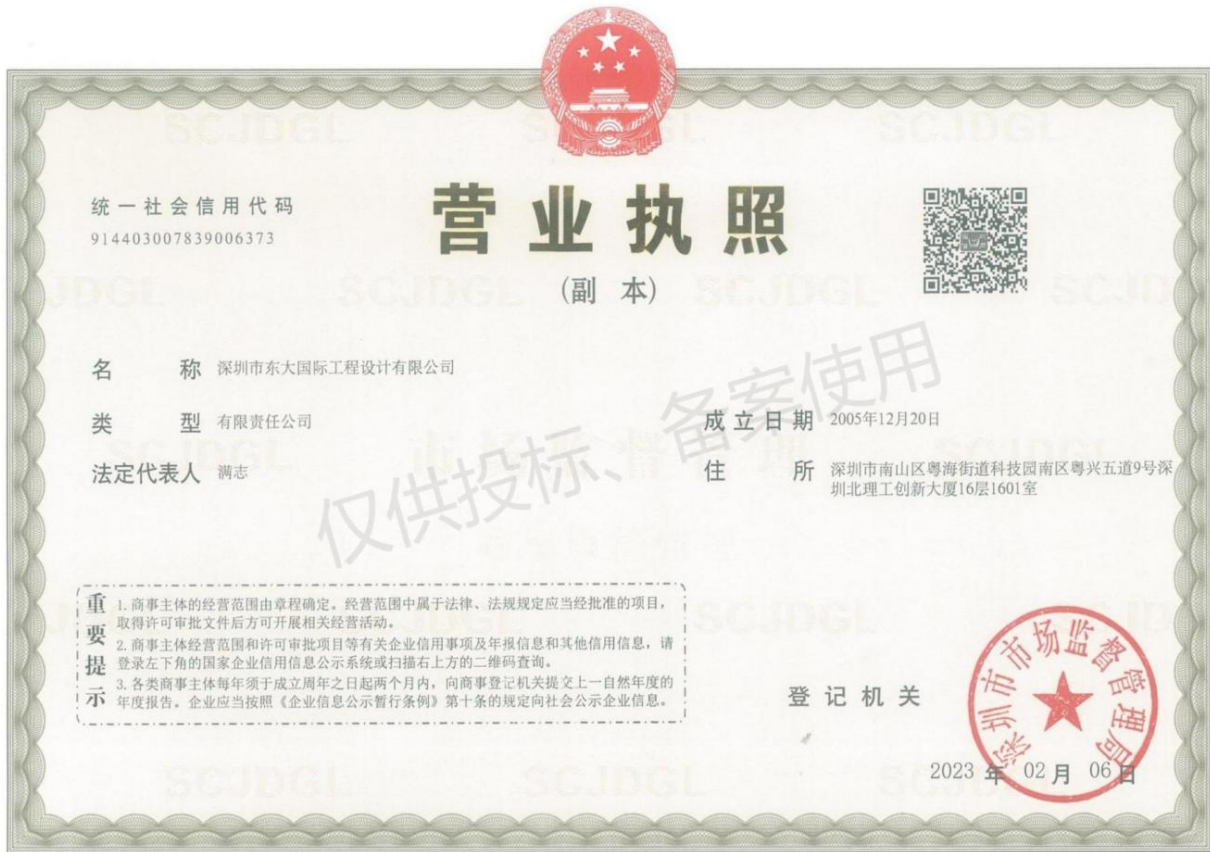 统一社会信用代码
914403007839006373
营业执照
(副 本)
名 称 深圳市东大国际工程设计有限公司
类 型 有限责任公司
法定代表人 满志
成立日期 2005年12月20日
住 所 深圳市南山区粤海街道科技园南区粤兴五道9号深
圳北理工创新大厦16层1601室
仅供投标、备案使用
重要提示
1. 商事主体的经营范围由章程确定。经营范围中属于法律、法规规定应当经批准的项目,
取得许可审批文件后方可开展相关经营活动。
2. 商事主体经营范围和许可审批项目等有关企业信用事项及年报信息和其他信用信息,请
登录左下角的国家企业信用信息公示系统或扫描右上方的二维码查询。
3. 各类商事主体每年须于成立周年之日起两个月内,向商事登记机关提交上一自然年度的
年度报告。企业应当按照《企业信息公示暂行条例》第十条的规定向社会公示企业信息。
登记机关
深圳市市场监督管理局
2023 年 02 月 06 日
SCJDGL